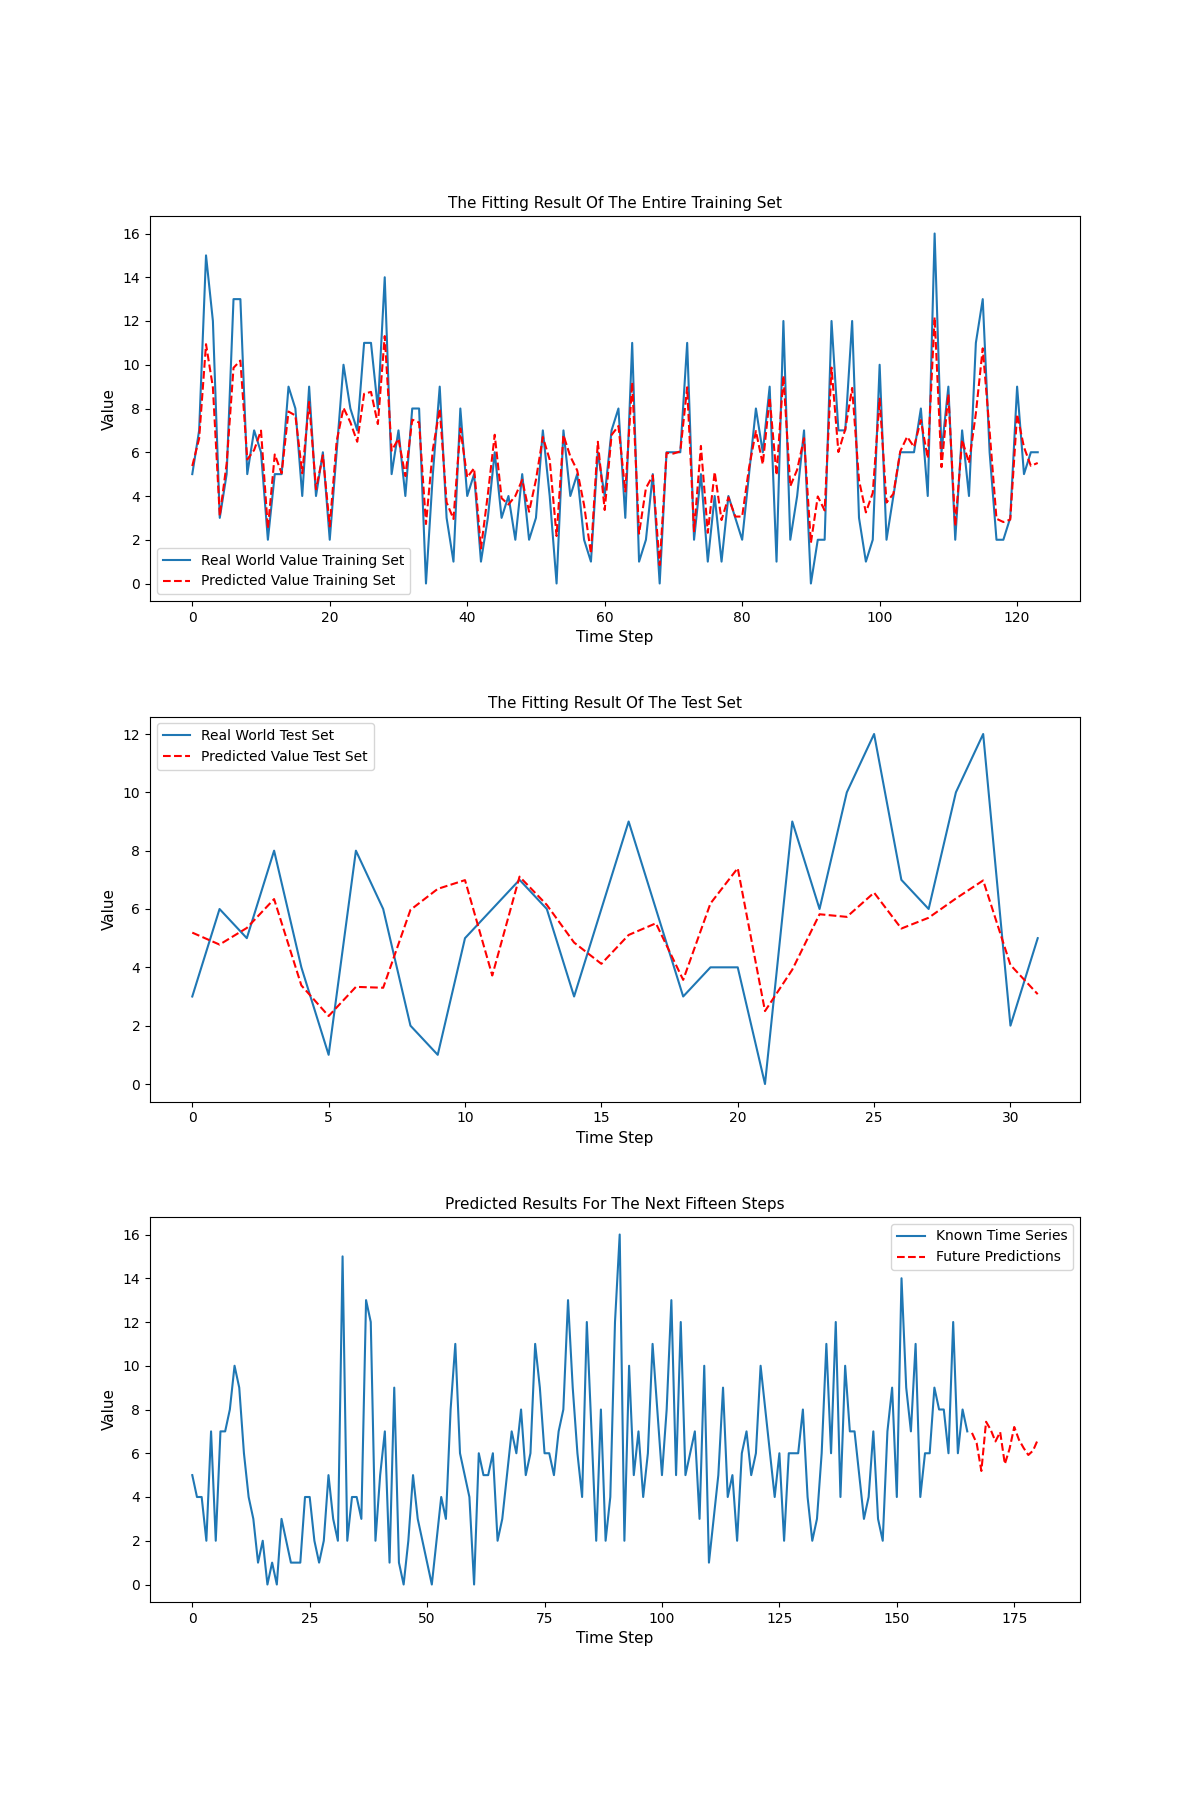 The Fitting Result Of The Entire Training Set
16
14
12
10
8
6
4
2
0
Value
Real World Value Training Set
Predicted Value Training Set
0 20 40 60 80 100 120
Time Step
The Fitting Result Of The Test Set
Real World Test Set
Predicted Value Test Set
12
10
8
6
4
2
0
Value
0 5 10 15 20 25 30
Time Step
Predicted Results For The Next Fifteen Steps
Known Time Series
Future Predictions
16
14
12
10
8
6
4
2
0
Value
0 25 50 75 100 125 150 175
Time Step